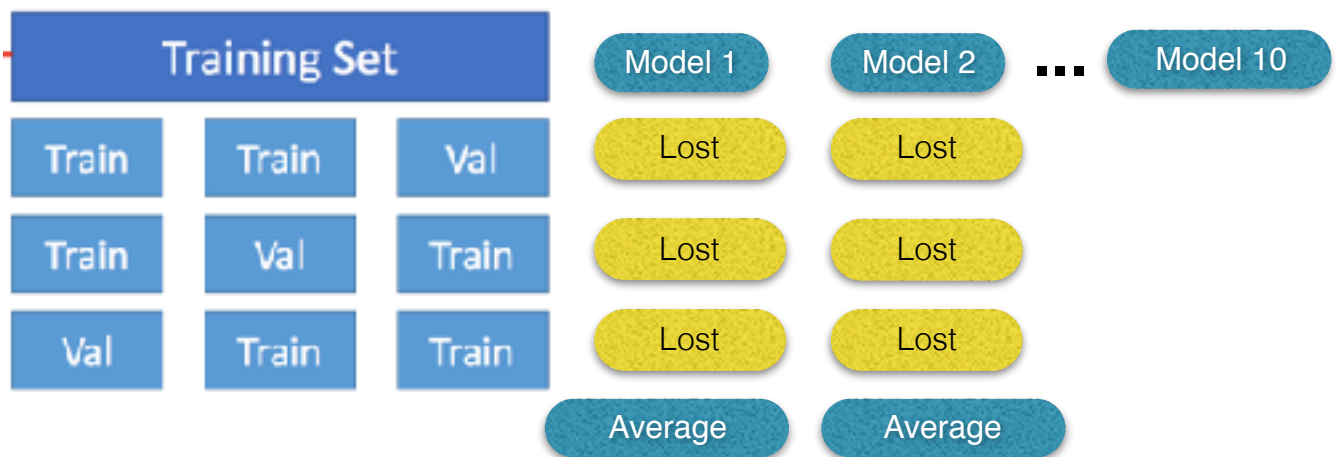 Training Set Model 1 Model 2 ... Model 10
Train Train Val Lost Lost
Train Val Train Lost Lost
Val Train Train Lost Lost
Average Average